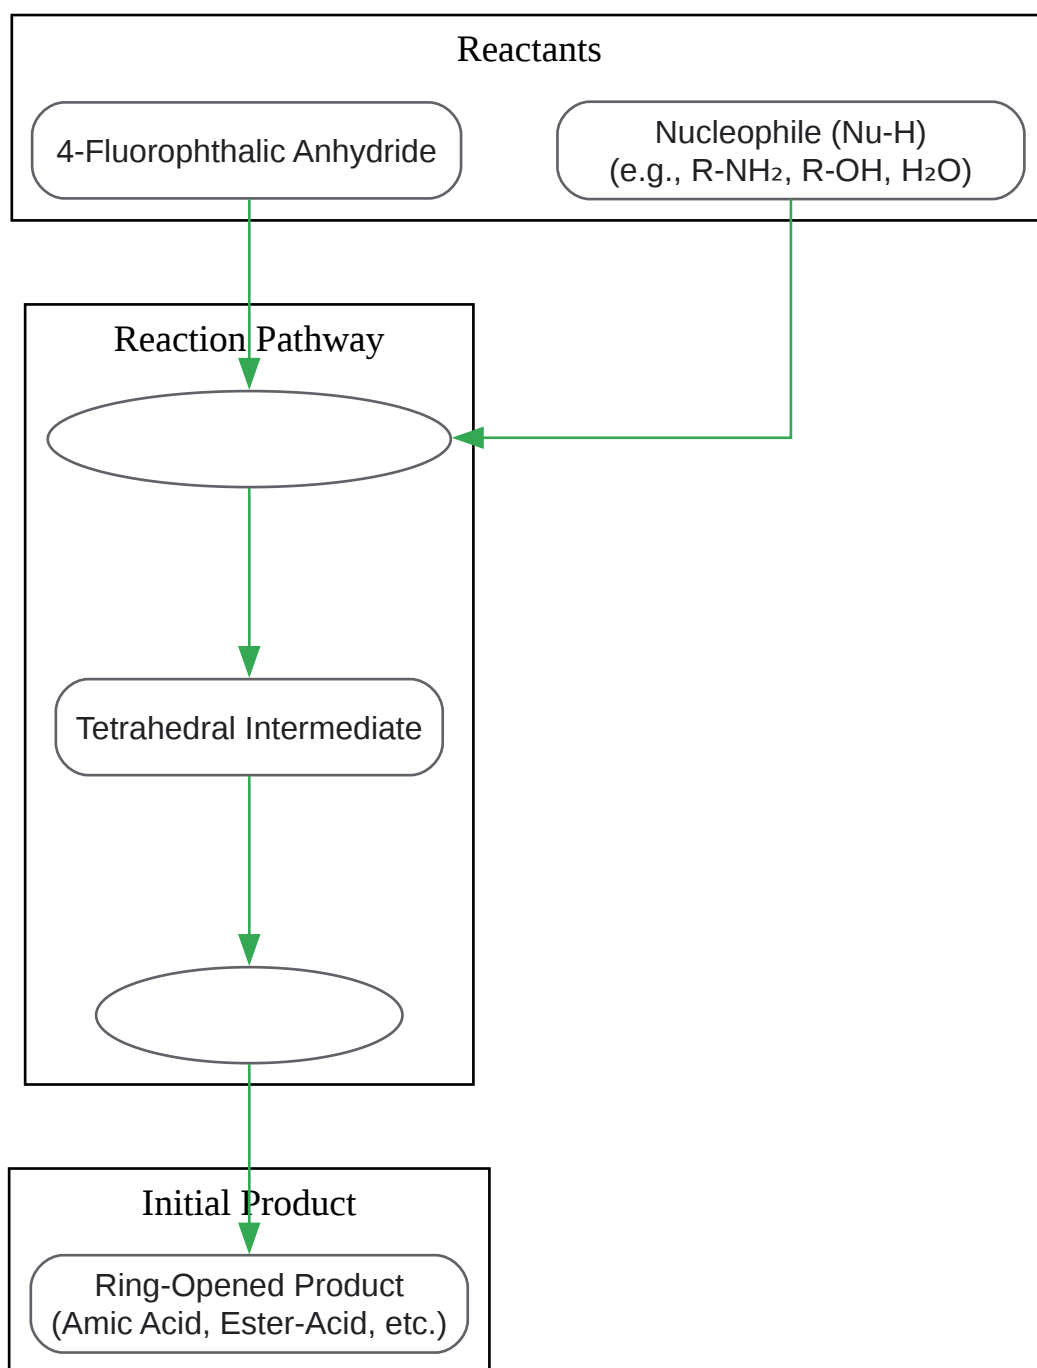 Reactants
4-Fluorophthalic Anhydride
Nucleophile (Nu-H)
(e.g., R-NH₂, R-OH, H₂O)
Reaction Pathway
Tetrahedral Intermediate
Initial Product
Ring-Opened Product
(Amic Acid, Ester-Acid, etc.)